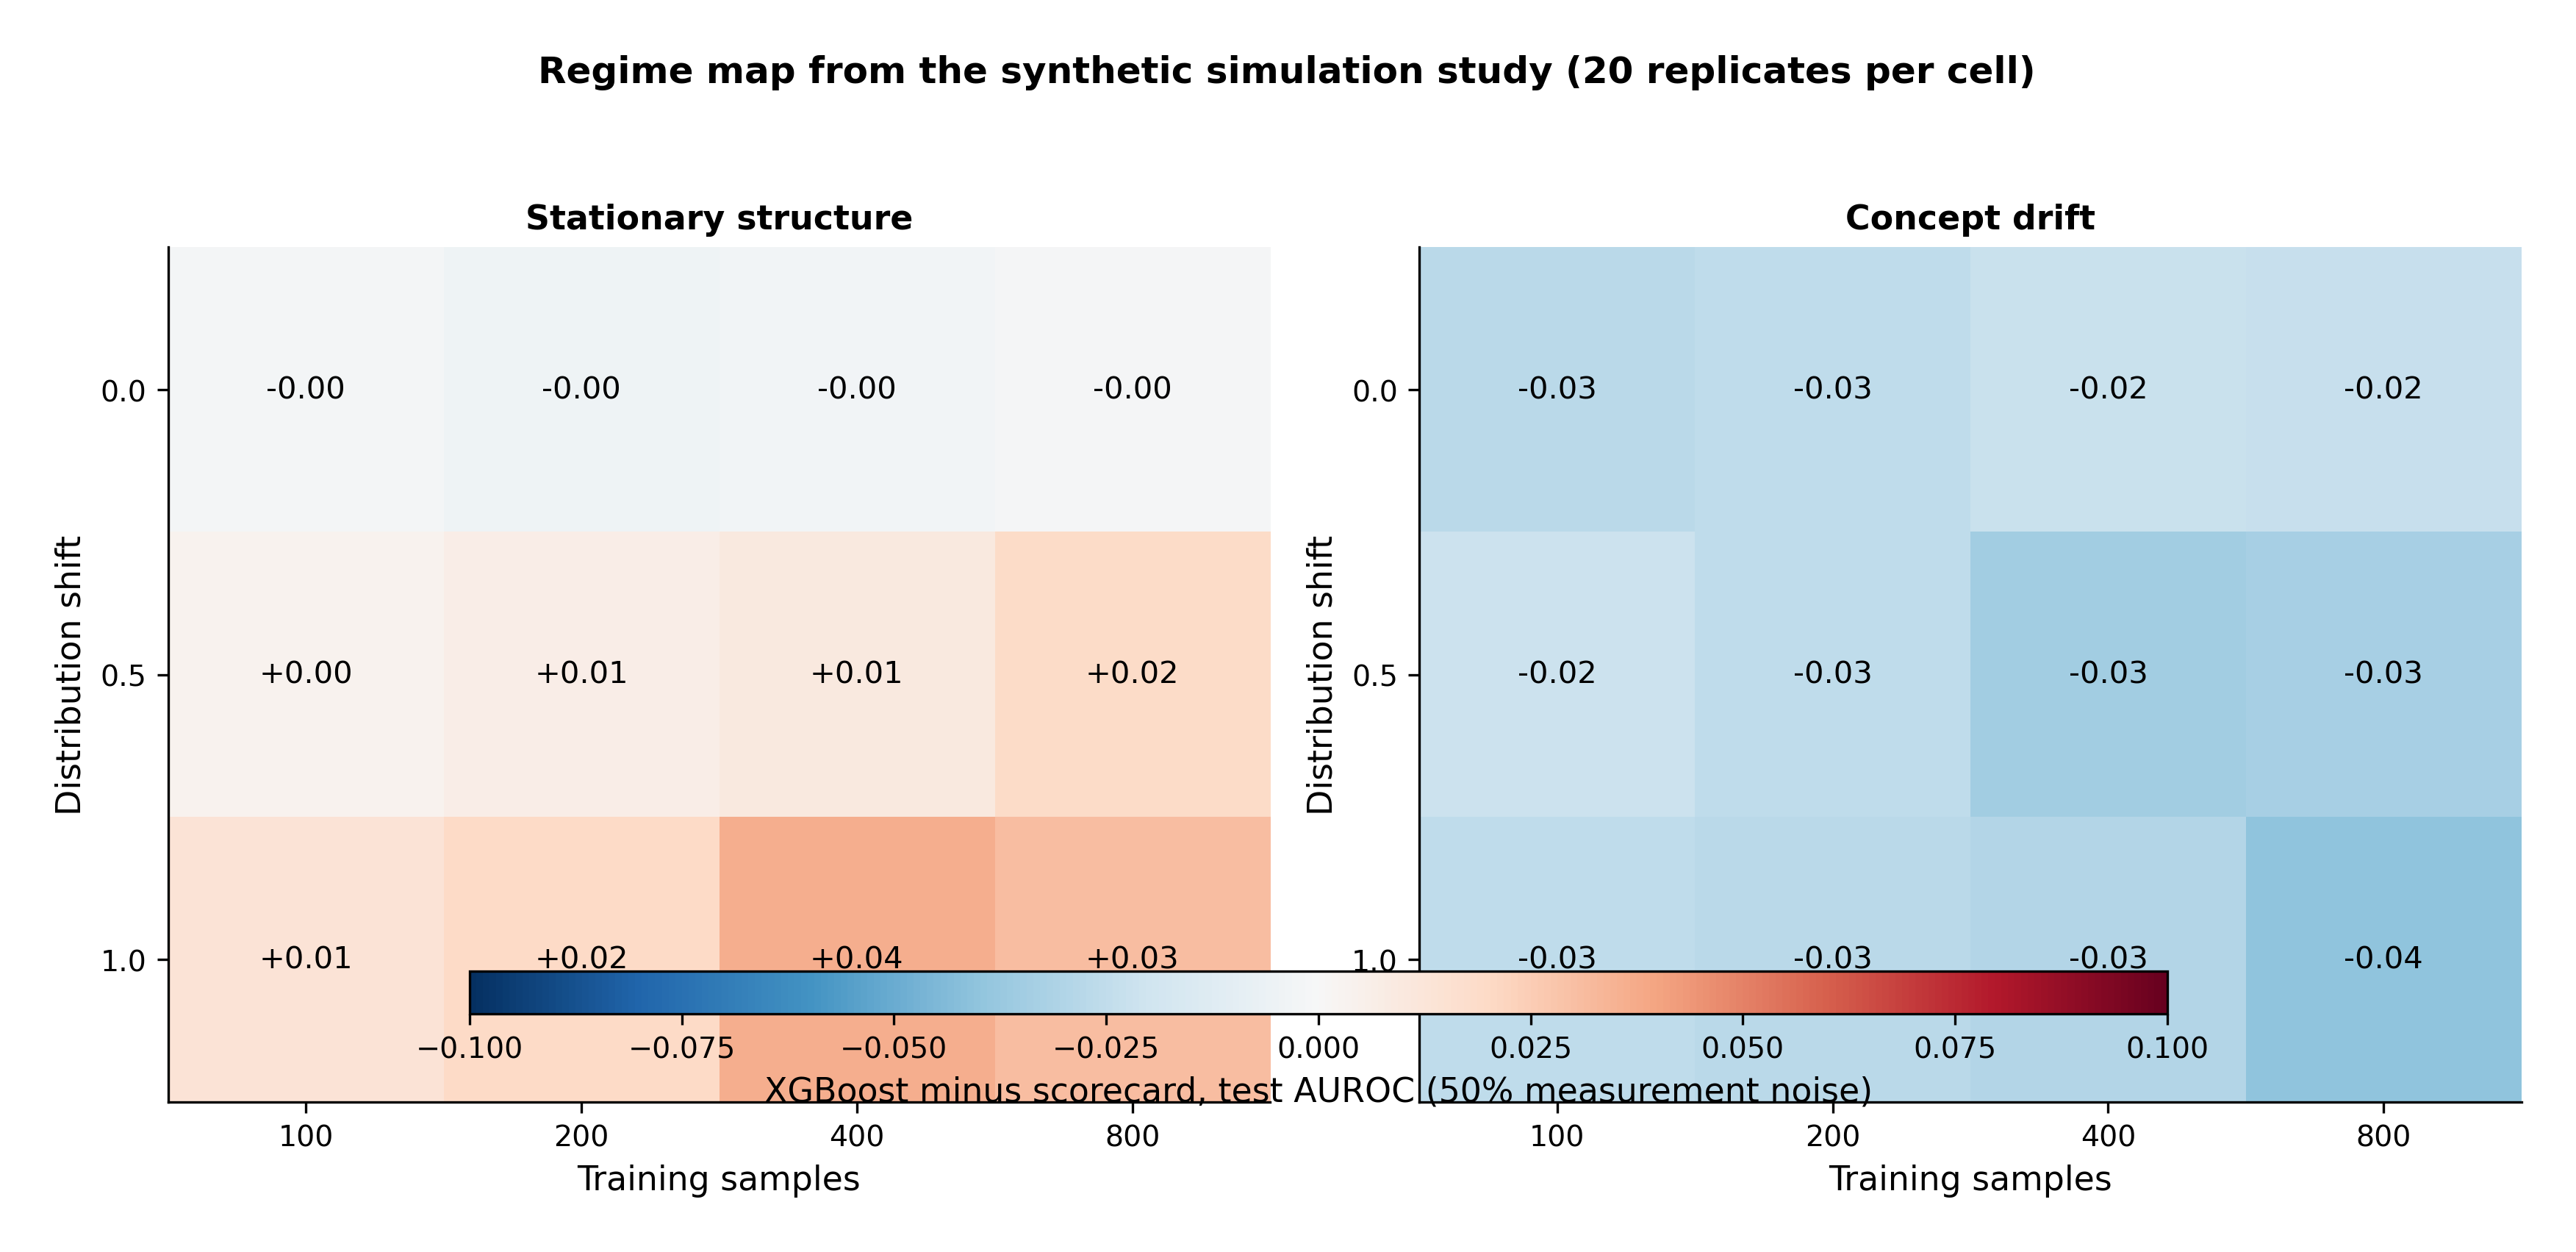 Regime map from the synthetic simulation study (20 replicates per cell)
Stationary structure
Distribution shift
0.0 -0.00 -0.00 -0.00 -0.00
0.5 +0.00 +0.01 +0.01 +0.02
1.0 +0.01 +0.02 +0.04 +0.03
100 200 400 800
Training samples
Concept drift
Distribution shift
0.0 -0.03 -0.03 -0.02 -0.02
0.5 -0.02 -0.03 -0.03 -0.03
1.0 -0.03 -0.03 -0.03 -0.04
100 200 400 800
Training samples
−0.100 −0.075 −0.050 −0.025 0.000 0.025 0.050 0.075 0.100
XGBoost minus scorecard, test AUROC (50% measurement noise)